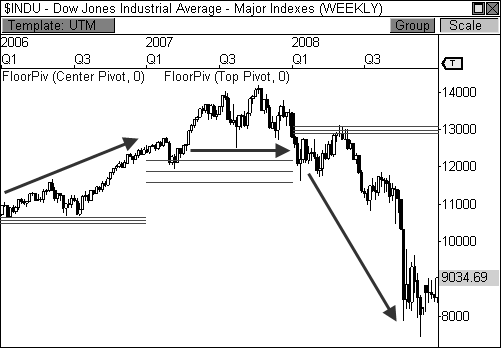 $INDU - Dow Jones Industrial Average - Major Indexes (WEEKLY)
Template: UTM Group Scale
2006 2007 2008
Q1 Q3 Q1 Q3 Q1 Q3 T
FloorPiv (Center Pivot, 0) FloorPiv (Top Pivot, 0)
14000
13000
12000
11000
10000
9034.69
8000